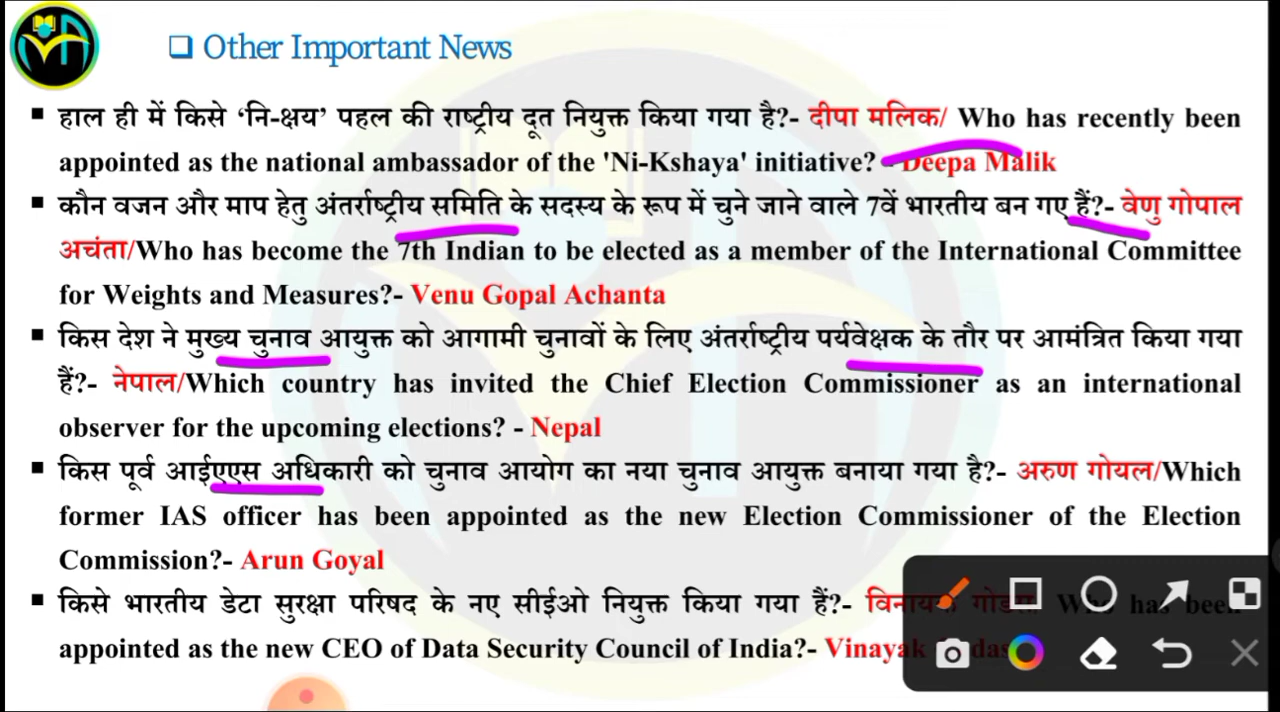 ❑ Other Important News
▪ हाल ही में किसे ‘नि-क्षय’ पहल की राष्ट्रीय दूत नियुक्त किया गया है?- दीपा मलिक/ Who has recently been
appointed as the national ambassador of the 'Ni-Kshaya' initiative? - Deepa Malik
▪ कौन वजन और माप हेतु अंतर्राष्ट्रीय समिति के सदस्य के रूप में चुने जाने वाले 7वें भारतीय बन गए हैं?- वेणु गोपाल
अचंता/Who has become the 7th Indian to be elected as a member of the International Committee
for Weights and Measures?- Venu Gopal Achanta
▪ किस देश ने मुख्य चुनाव आयुक्त को आगामी चुनावों के लिए अंतर्राष्ट्रीय पर्यवेक्षक के तौर पर आमंत्रित किया गया
हैं?- नेपाल/Which country has invited the Chief Election Commissioner as an international
observer for the upcoming elections? - Nepal
▪ किस पूर्व आईएएस अधिकारी को चुनाव आयोग का नया चुनाव आयुक्त बनाया गया है?- अरुण गोयल/Which
former IAS officer has been appointed as the new Election Commissioner of the Election
Commission?- Arun Goyal
▪ किसे भारतीय डेटा सुरक्षा परिषद के नए सीईओ नियुक्त किया गया हैं?- Who has been
appointed as the new CEO of Data Security Council of India?- Vinayak